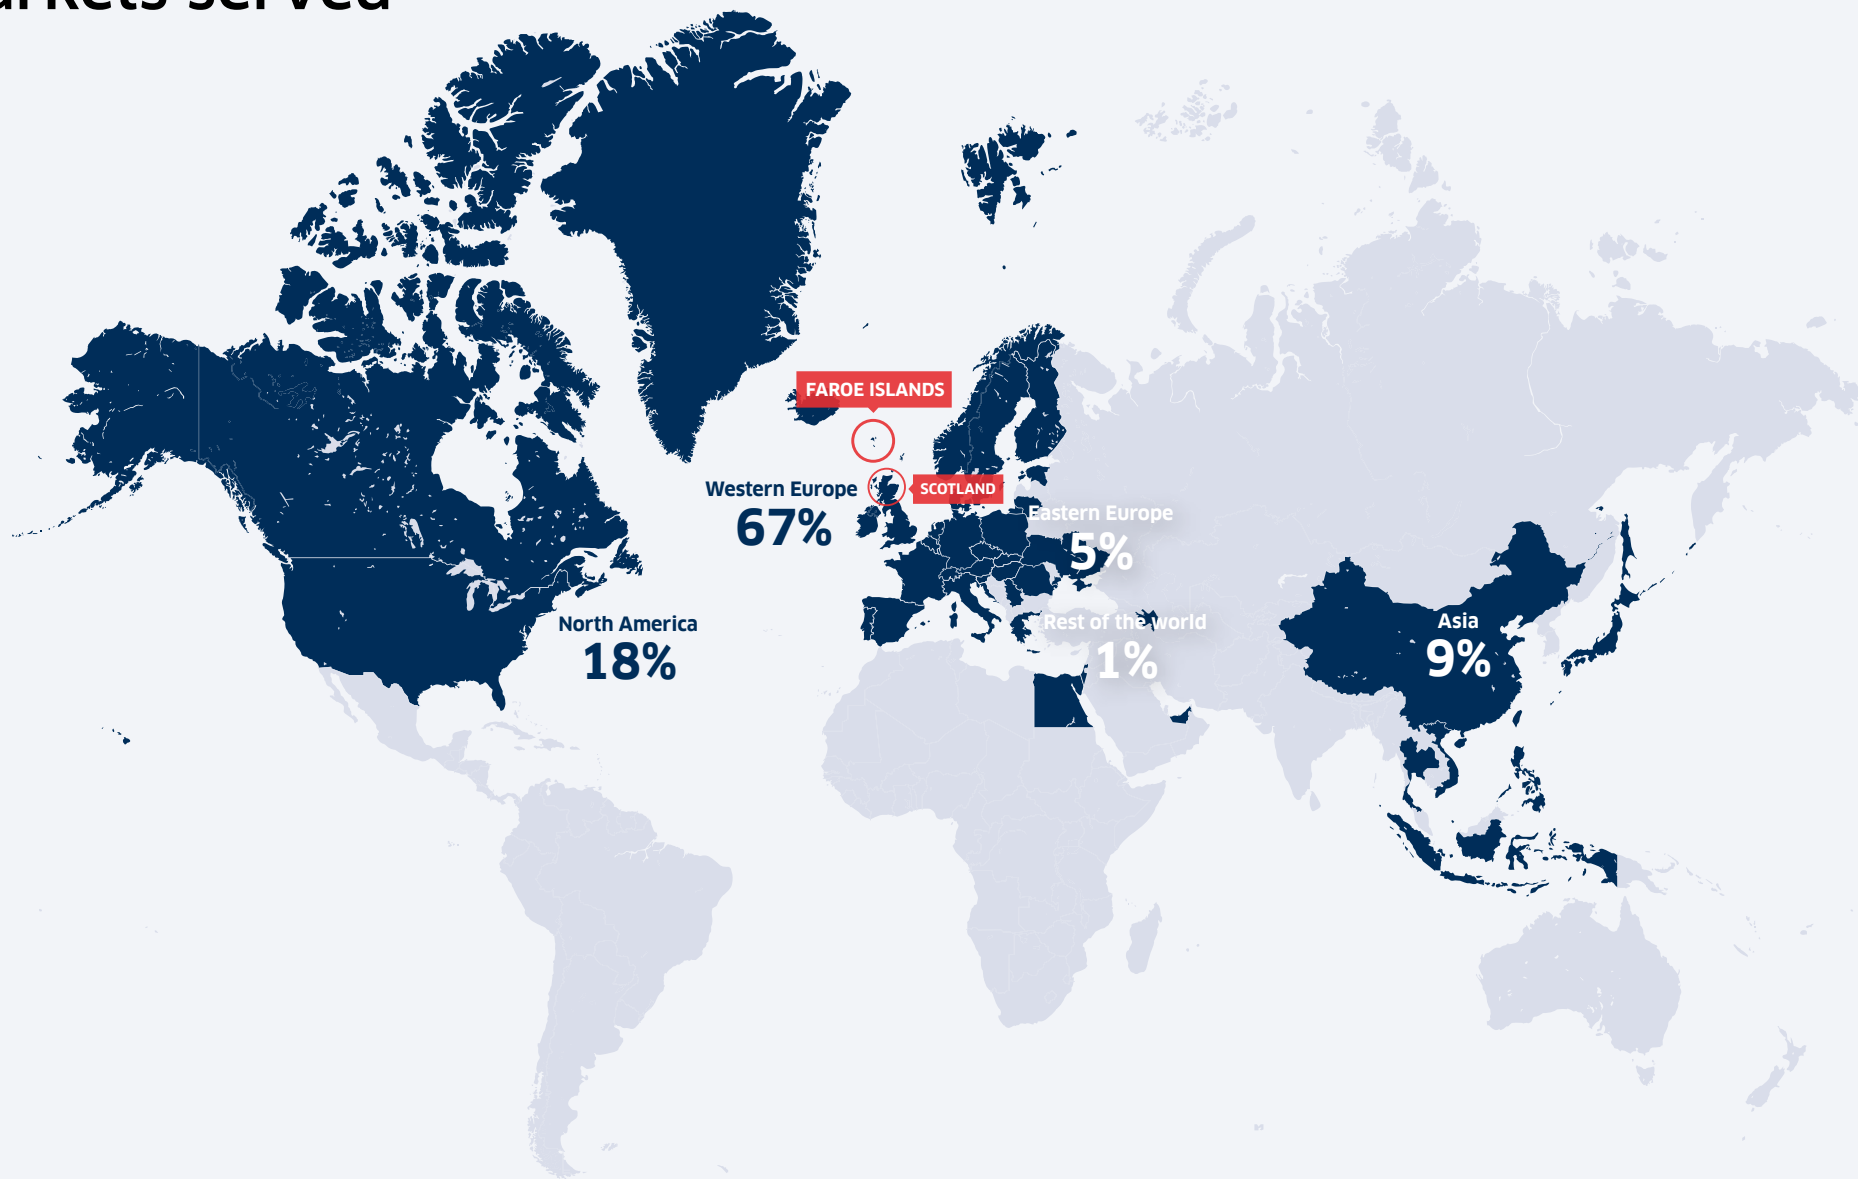 FAROE ISLANDS
Western Europe
67%
SCOTLAND
Eastern Europe
5%
North America
18%
Rest of the world
1%
Asia
9%